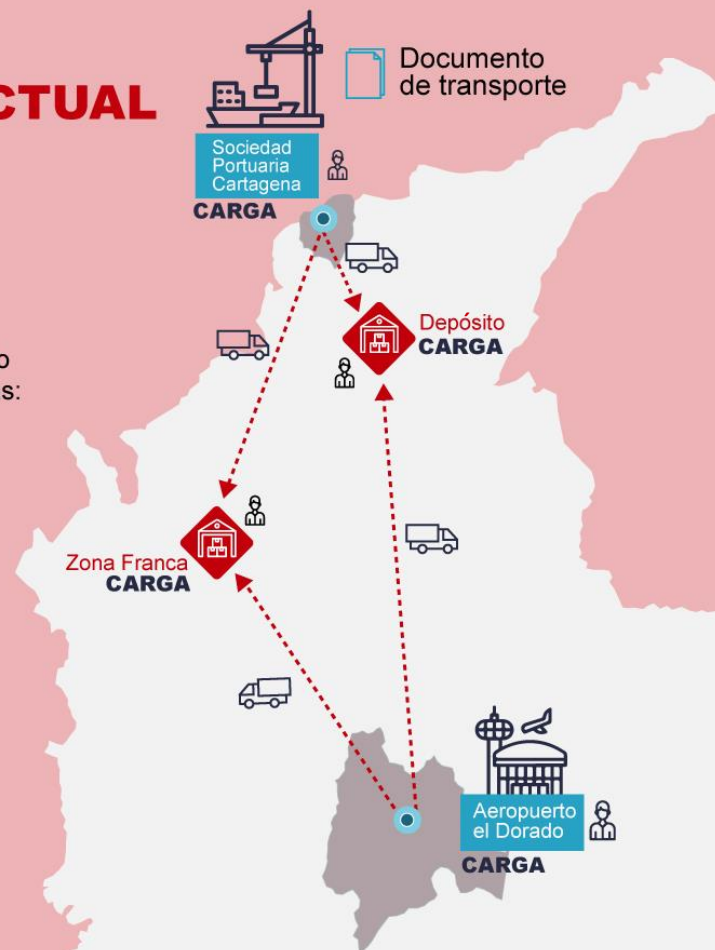 Documento
de transporte
CTUAL
Sociedad
Portuaria
Cartagena
CARGA
Depósito
CARGA
o
s:
Zona Franca
CARGA
Aeropuerto
el Dorado
CARGA